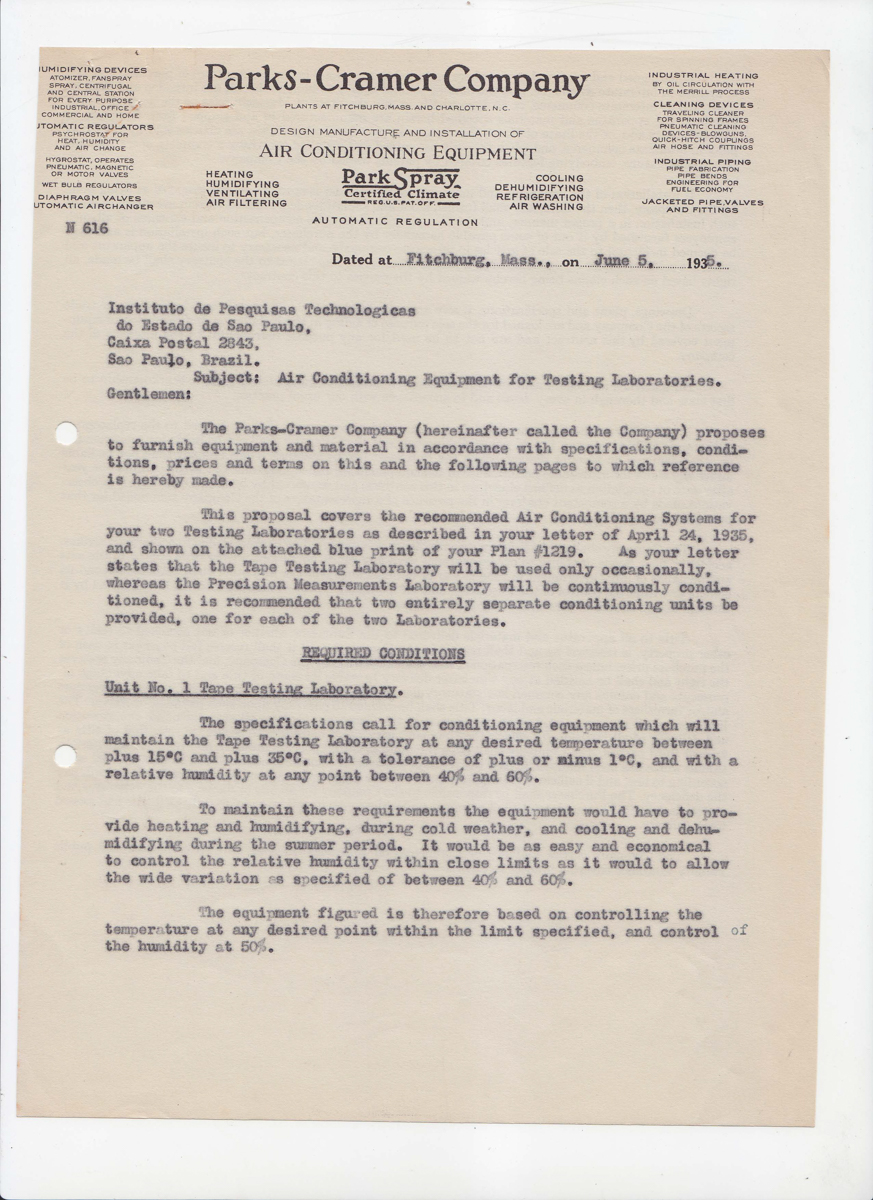 UMIDIFYING DEVICES
ATOMIZER, FANSPRAY
SPRAY, CENTRIFUGAL
AND CENTRAL STATION
FOR EVERY PURPOSE
INDUSTRIAL, OFFICE
COMMERCIAL AND HOME
UTOMATIC REGULATORS
PSYCHROSTAT FOR
HEAT, HUMIDITY
AND AIR CHANGE
HYGROSTAT, OPERATES
PNEUMATIC, MAGNETIC
OR MOTOR VALVES
WET BULB REGULATORS
DIAPHRAGM VALVES
UTOMATIC AIRCHANGER
Parks-Cramer Company
PLANTS AT FITCHBURG, MASS. AND CHARLOTTE, N.C.
DESIGN MANUFACTURE AND INSTALLATION OF
AIR CONDITIONING EQUIPMENT
HEATING
HUMIDIFYING
VENTILATING
AIR FILTERING
ParkSpray
Certified Climate
REG. U.S. PAT. OFF.
COOLING
DEHUMIDIFYING
REFRIGERATION
AIR WASHING
AUTOMATIC REGULATION
INDUSTRIAL HEATING
BY OIL CIRCULATION WITH
THE MERRILL PROCESS
CLEANING DEVICES
TRAVELING CLEANER
FOR SPINNING FRAMES
PNEUMATIC CLEANING
DEVICES-BLOWGUNS,
QUICK-HITCH COUPLINGS
AIR HOSE AND FITTINGS
INDUSTRIAL PIPING
PIPE FABRICATION
PIPE BENDS
ENGINEERING FOR
FUEL ECONOMY
JACKETED PIPE, VALVES
AND FITTINGS
N 616
Dated at Fitchburg, Mass., on June 5, 1935.
Instituto de Pesquisas Technologicas
do Estado de Sao Paulo,
Caixa Postal 2843,
Sao Paulo, Brazil.
Subject: Air Conditioning Equipment for Testing Laboratories.
Gentlemen:
The Parks-Cramer Company (hereinafter called the Company) proposes
to furnish equipment and material in accordance with specifications, condi-
tions, prices and terms on this and the following pages to which reference
is hereby made.
This proposal covers the recommended Air Conditioning Systems for
your two Testing Laboratories as described in your letter of April 24, 1935,
and shown on the attached blue print of your Plan #1219. As your letter
states that the Tape Testing Laboratory will be used only occasionally,
whereas the Precision Measurements Laboratory will be continuously condi-
tioned, it is recommended that two entirely separate conditioning units be
provided, one for each of the two Laboratories.
REQUIRED CONDITIONS
Unit No. 1 Tape Testing Laboratory.
The specifications call for conditioning equipment which will
maintain the Tape Testing Laboratory at any desired temperature between
plus 15°C and plus 35°C, with a tolerance of plus or minus 1°C, and with a
relative humidity at any point between 40% and 60%.
To maintain these requirements the equipment would have to pro-
vide heating and humidifying, during cold weather, and cooling and dehu-
midifying during the summer period. It would be as easy and economical
to control the relative humidity within close limits as it would to allow
the wide variation as specified of between 40% and 60%.
The equipment figured is therefore based on controlling the
temperature at any desired point within the limit specified, and control of
the humidity at 50%.